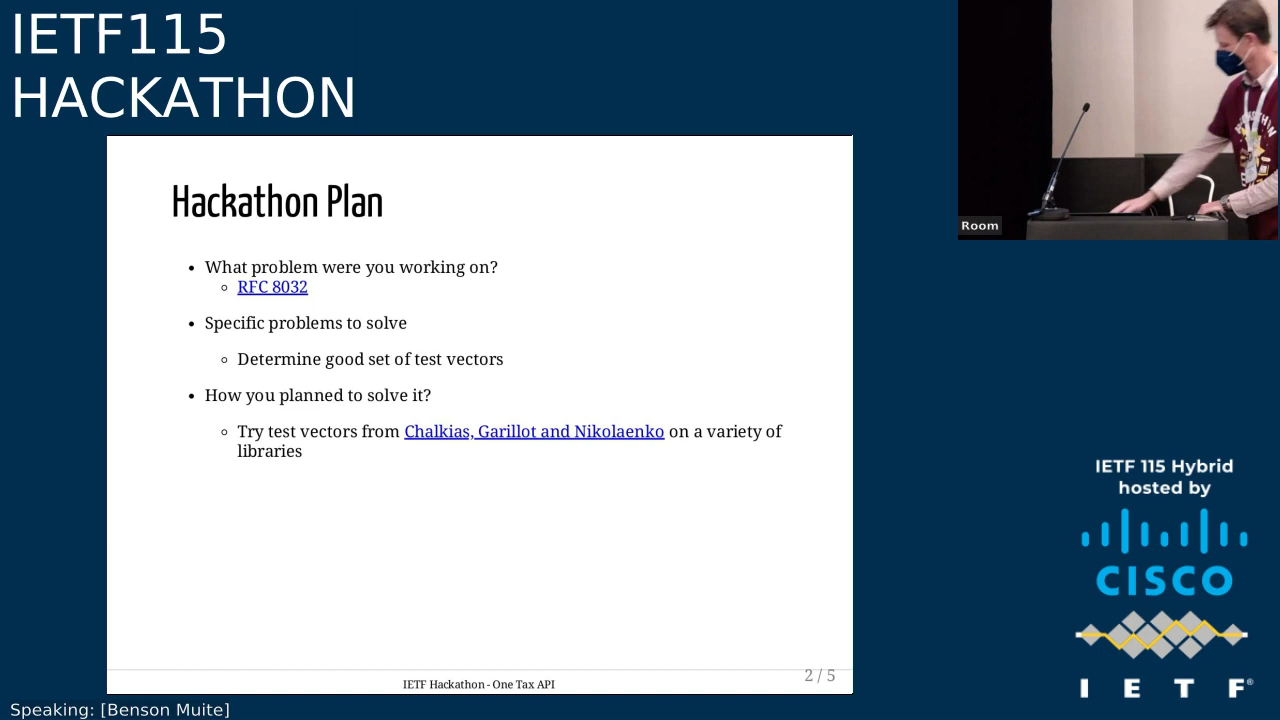 IETF115
HACKATHON
Room
Hackathon Plan
• What problem were you working on?
◦ RFC 8032
• Specific problems to solve
◦ Determine good set of test vectors
• How you planned to solve it?
◦ Try test vectors from Chalkias, Garillot and Nikolaenko on a variety of
libraries
2 / 5
IETF Hackathon - One Tax API
IETF 115 Hybrid
hosted by
CISCO
I E T F®
Speaking: [Benson Muite]